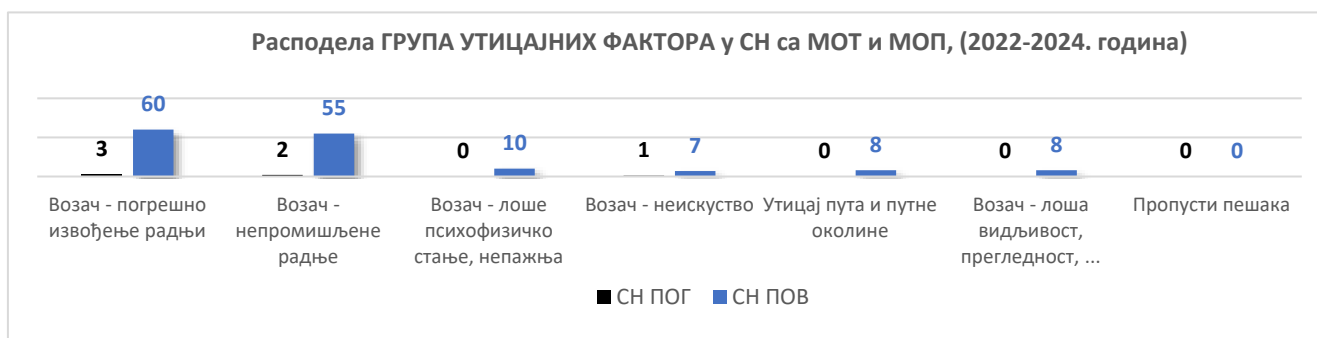 Расподела ГРУПА УТИЦАЈНИХ ФАКТОРА у СН са МОТ и МОП, (2022-2024. година)
3 60 2 55 0 10 1 7 0 8 0 8 0 0
Возач - погрешно извођење радњи
Возач - непромишљене радње
Возач - лоше психофизичко стање, непажња
Возач - неискуство
Утицај пута и путне околине
Возач - лоша видљивост, прегледност, ...
Пропусти пешака
СН ПОГ СН ПОВ